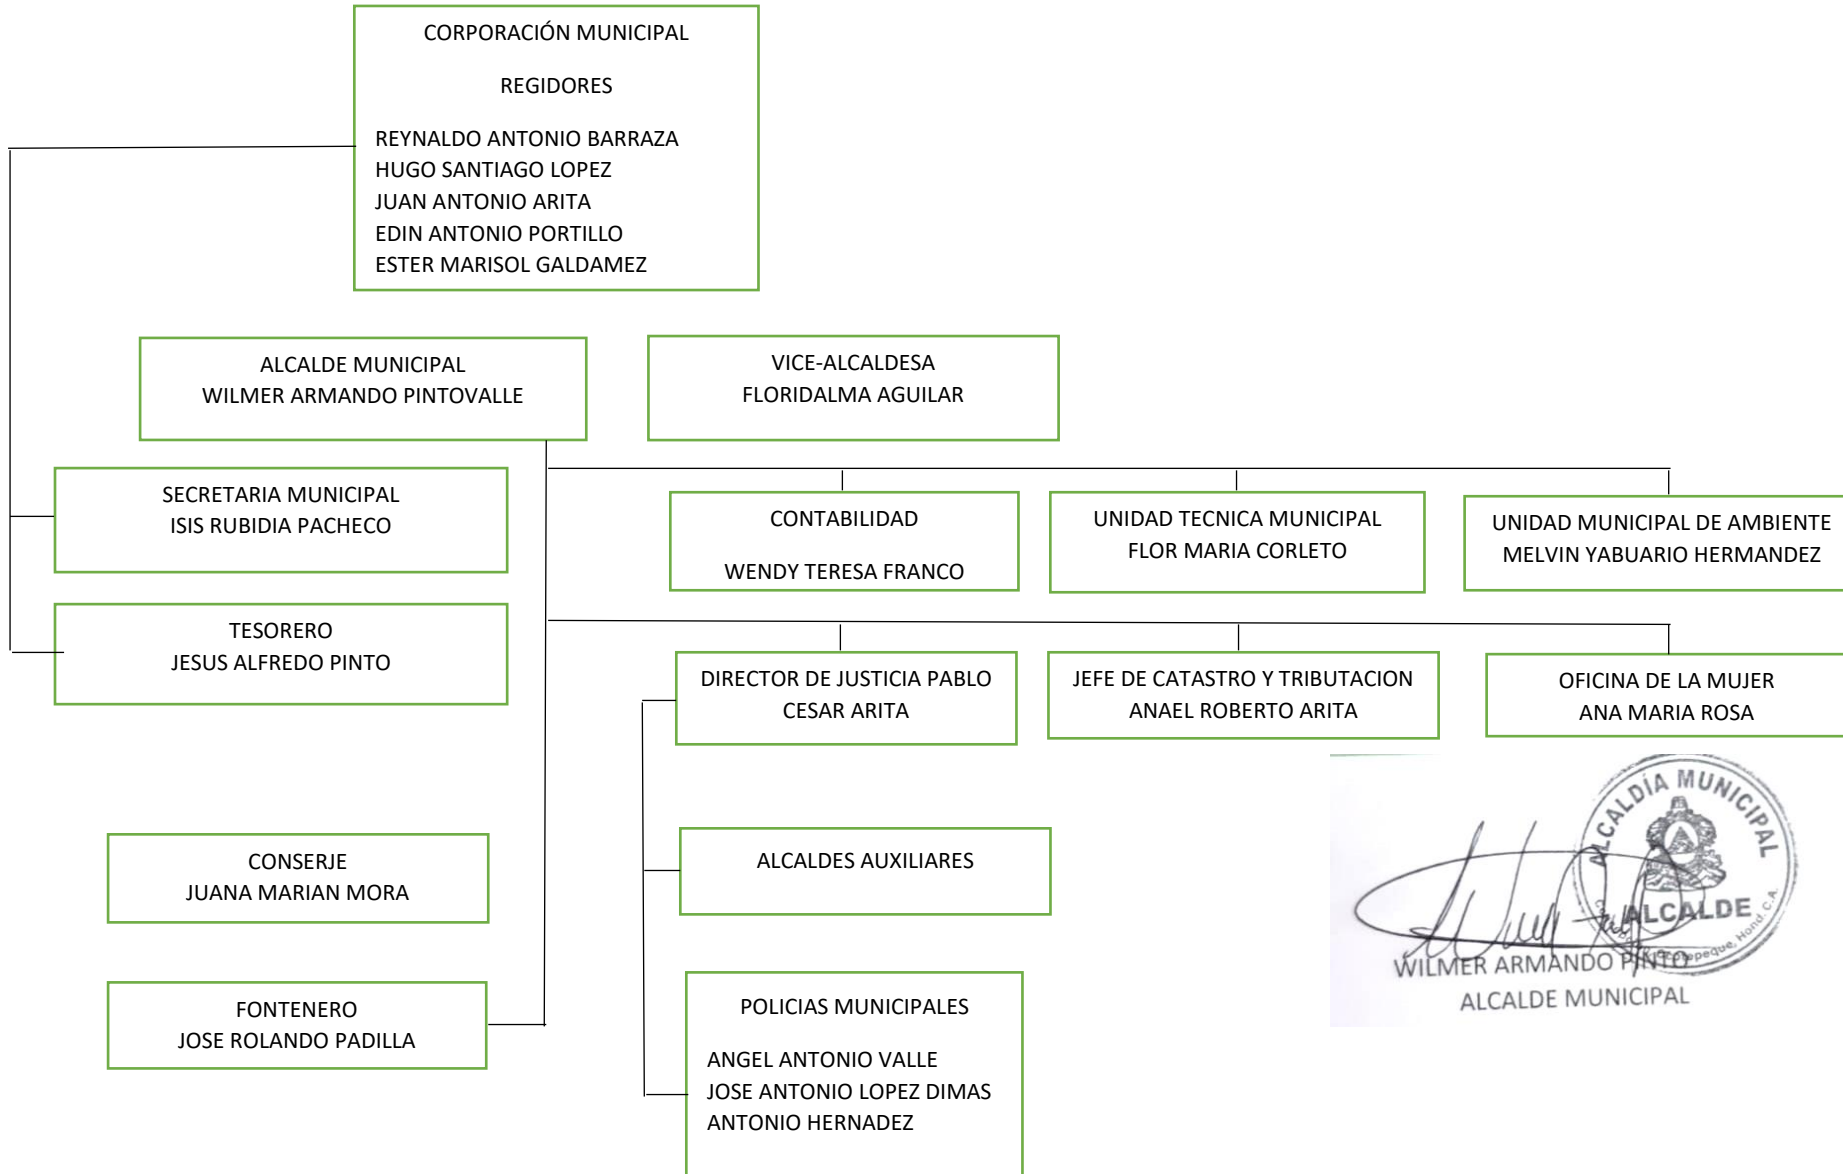 CORPORACIÓN MUNICIPAL
REGIDORES
REYNALDO ANTONIO BARRAZA
HUGO SANTIAGO LOPEZ
JUAN ANTONIO ARITA
EDIN ANTONIO PORTILLO
ESTER MARISOL GALDAMEZ
ALCALDE MUNICIPAL
WILMER ARMANDO PINTOVALLE
VICE-ALCALDESA
FLORIDALMA AGUILAR
SECRETARIA MUNICIPAL
ISIS RUBIDIA PACHECO
CONTABILIDAD
WENDY TERESA FRANCO
UNIDAD TECNICA MUNICIPAL
FLOR MARIA CORLETO
UNIDAD MUNICIPAL DE AMBIENTE
MELVIN YABUARIO HERMANDEZ
TESORERO
JESUS ALFREDO PINTO
DIRECTOR DE JUSTICIA PABLO
CESAR ARITA
JEFE DE CATASTRO Y TRIBUTACION
ANAEL ROBERTO ARITA
OFICINA DE LA MUJER
ANA MARIA ROSA
CONSERJE
JUANA MARIAN MORA
ALCALDES AUXILIARES
FONTENERO
JOSE ROLANDO PADILLA
POLICIAS MUNICIPALES
ANGEL ANTONIO VALLE
JOSE ANTONIO LOPEZ DIMAS
ANTONIO HERNADEZ
ALCALDÍA MUNICIPAL
ALCALDE
Ocotepeque, Hond. C.A.
WILMER ARMANDO PINTO
ALCALDE MUNICIPAL